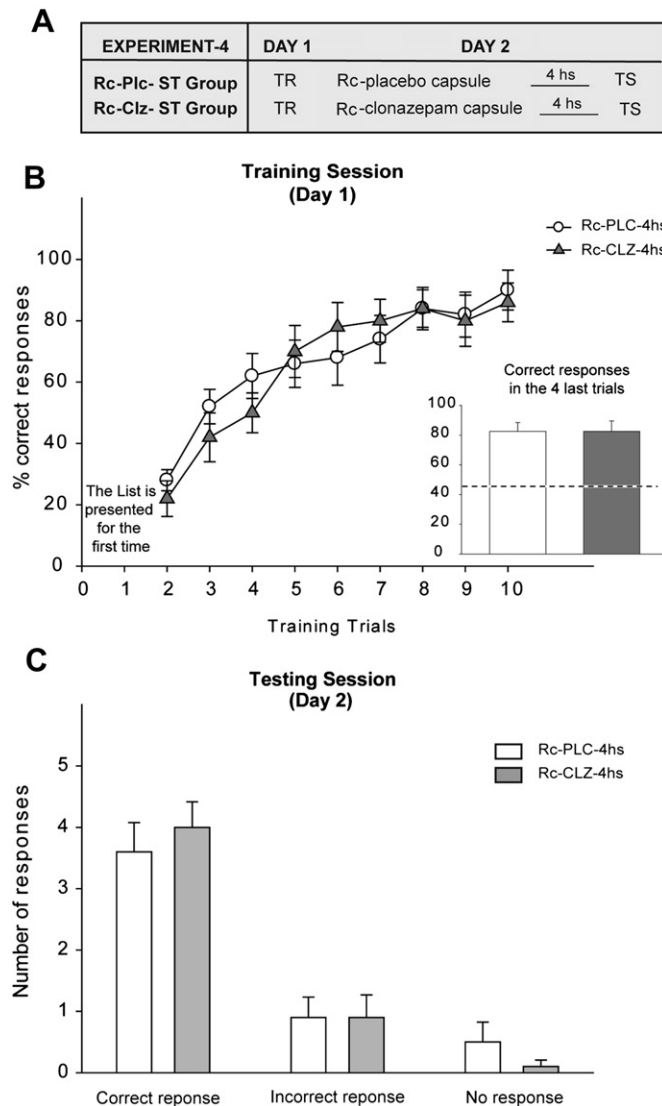 A
EXPERIMENT-4 DAY 1 DAY 2
Rc-Plc- ST Group TR Rc-placebo capsule 4 hs TS
Rc-Clz- ST Group TR Rc-clonazepam capsule 4 hs TS
B
Training Session
(Day 1)
Rc-PLC-4hs
Rc-CLZ-4hs
% correct responses
100
80
60
40
20
0
The List is
presented
for the
first time
Correct responses
in the 4 last trials
100
80
60
40
20
0
0 1 2 3 4 5 6 7 8 9 10
Training Trials
C
Testing Session
(Day 2)
Rc-PLC-4hs
Rc-CLZ-4hs
Number of responses
5
4
3
2
1
0
Correct reponse Incorrect reponse No response